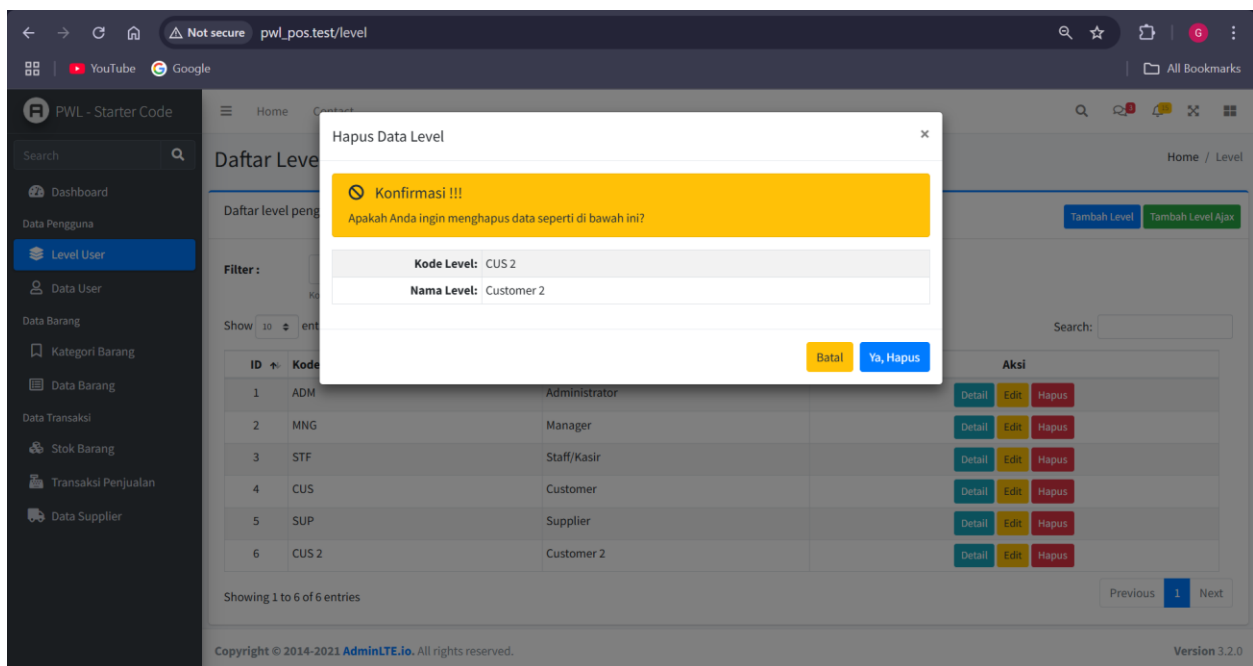 Not secure pwl_pos.test/level
G
YouTube Google All Bookmarks
PWL - Starter Code
Home Contact
Search
Dashboard
Data Pengguna
Level User
Data User
Data Barang
Kategori Barang
Data Barang
Data Transaksi
Stok Barang
Transaksi Penjualan
Data Supplier
Daftar Leve
Home / Level
Daftar level peng
Tambah Level Tambah Level Ajax
Filter :
Show 10 ent
Search:
Hapus Data Level ×
Konfirmasi !!!
Apakah Anda ingin menghapus data seperti di bawah ini?
Kode Level: CUS 2
Nama Level: Customer 2
Batal Ya, Hapus
ID Kode Aksi
1 ADM Administrator Detail Edit Hapus
2 MNG Manager Detail Edit Hapus
3 STF Staff/Kasir Detail Edit Hapus
4 CUS Customer Detail Edit Hapus
5 SUP Supplier Detail Edit Hapus
6 CUS 2 Customer 2 Detail Edit Hapus
Showing 1 to 6 of 6 entries
Previous 1 Next
Copyright © 2014-2021 AdminLTE.io. All rights reserved.
Version 3.2.0